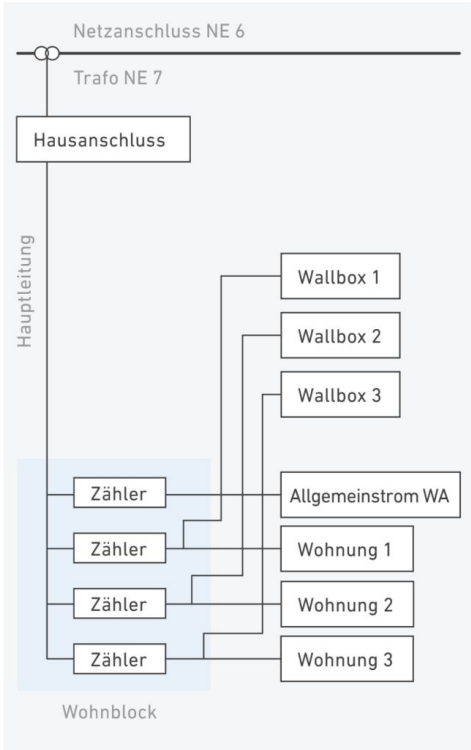 Netzanschluss NE 6
Trafo NE 7
Hausanschluss
Hauptleitung
Wallbox 1
Wallbox 2
Wallbox 3
Zähler
Allgemeinstrom WA
Zähler
Wohnung 1
Zähler
Wohnung 2
Zähler
Wohnung 3
Wohnblock